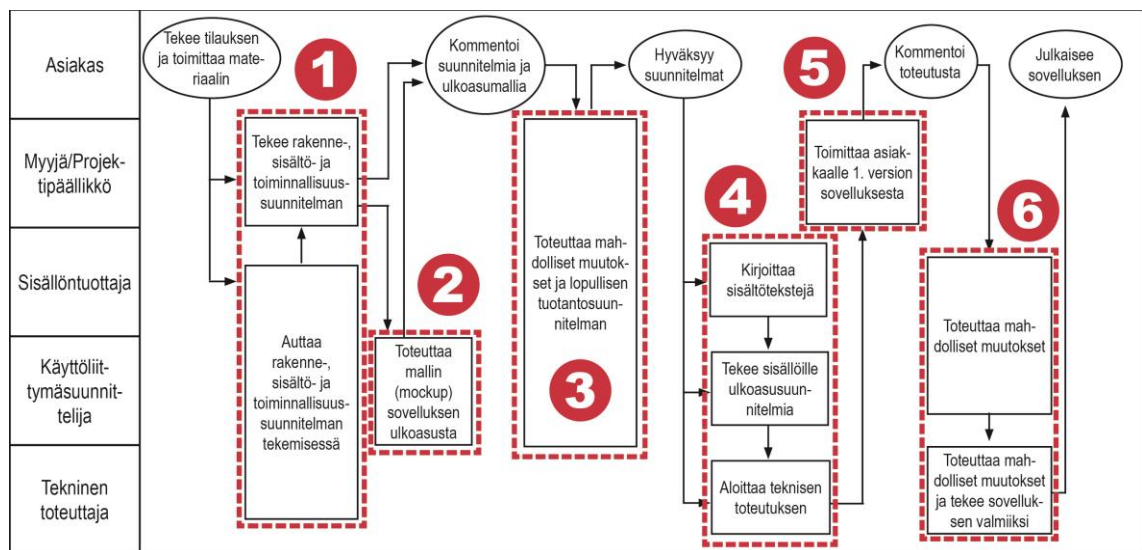 Asiakas
Myyjä/Projek-
tipäällikkö
Sisällöntuottaja
Käyttöliit-
tymäsuunnit-
telija
Tekninen
toteuttaja
Tekee tilauksen
ja toimittaa mate-
riaalin
1
Tekee rakenne-,
sisältö- ja
toiminnallisuus-
suunnitelman
Auttaa rakenne-,
sisältö- ja
toiminnallisuus-
suunnitelman
tekemisessä
2
Toteuttaa
mallin
(mockup)
sovelluksen
ulkoasusta
Kommentoi
suunnitelmia ja
ulkoasumallia
Toteuttaa mah-
dolliset muutok-
set ja lopullisen
tuotantosuun-
nitelman
3
Hyväksyy
suunnitelmat
4
Kirjoittaa
sisältötekstejä
Tekee sisällöille
ulkoasusuun-
nitelmia
Aloittaa teknisen
toteutuksen
5
Toimittaa asiak-
kaalle 1. version
sovelluksesta
Kommentoi
toteutusta
6
Toteuttaa mah-
dolliset muutokset
Toteuttaa mah-
dolliset muutokset
ja tekee sovelluk-
sen valmiiksi
Julkaisee
sovelluksen